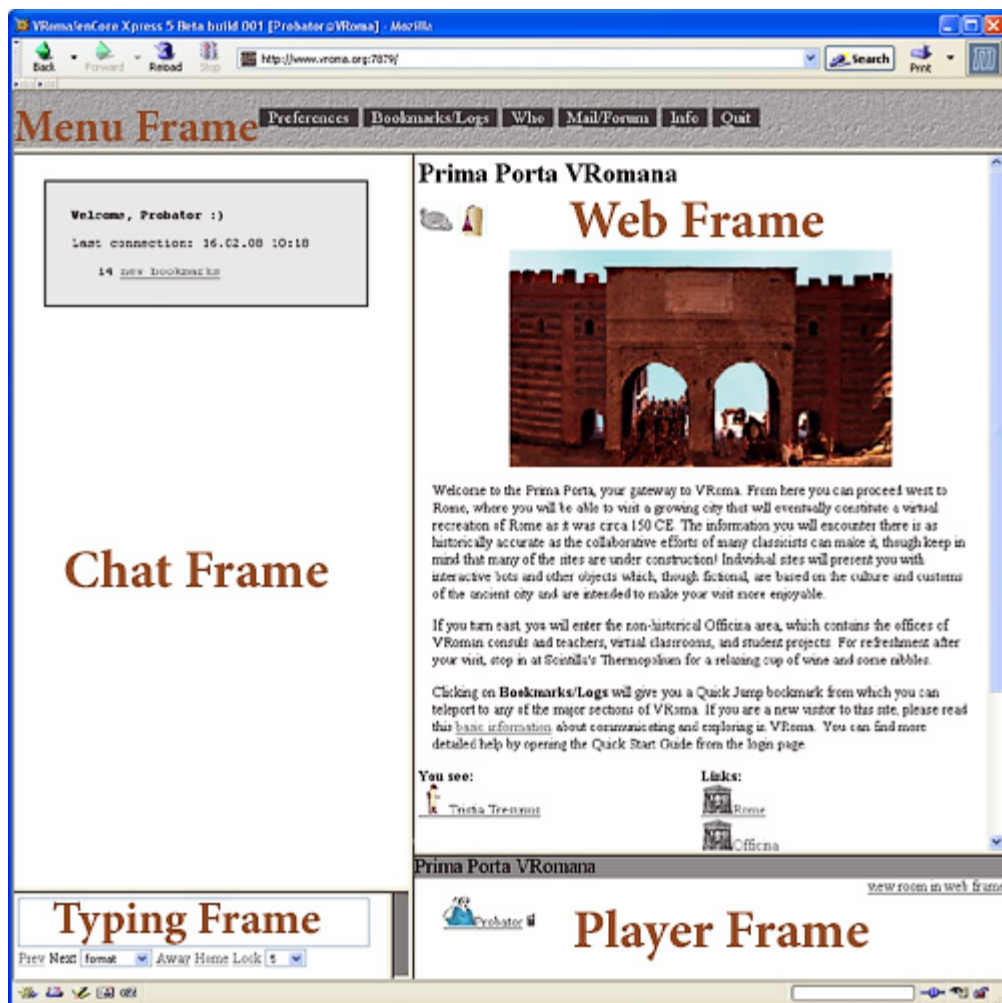 VRoma!enCore Xpress 5 Beta build 001 [Probator@VRoma] - Mozilla
Back Forward Reload Stop http://www.vroma.org:7879/ Search Print
Menu Frame Preferences Bookmarks/Logs Who Mail/Forum Info Quit
Welcome, Probator :)
Last connection: 16.02.08 10:18
14 new bookmarks
Chat Frame
Prima Porta VRomana
Web Frame
Welcome to the Prima Porta, your gateway to VRoma. From here you can proceed west to
Rome, where you will be able to visit a growing city that will eventually constitute a virtual
recreation of Rome as it was circa 150 CE. The information you will encounter there is as
historically accurate as the collaborative efforts of many classicists can make it, though keep in
mind that many of the sites are under construction! Individual sites will present you with
interactive bots and other objects which, though fictional, are based on the culture and customs
of the ancient city and are intended to make your visit more enjoyable.
If you turn east, you will enter the non-historical Officina area, which contains the offices of
VRoman consuls and teachers, virtual classrooms, and student projects. For refreshment after
your visit, stop in at Scintilla's Thermopolium for a relaxing cup of wine and some nibbles.
Clicking on Bookmarks/Logs will give you a Quick Jump bookmark from which you can
teleport to any of the major sections of VRoma. If you are a new visitor to this site, please read
this basic information about communicating and exploring in VRoma. You can find more
detailed help by opening the Quick Start Guide from the login page.
You see:
Links:
Rome
Officina
Typing Frame
Prev Next format Away Home Lock 5
Prima Porta VRomana
view room in web frame
Probator
Player Frame